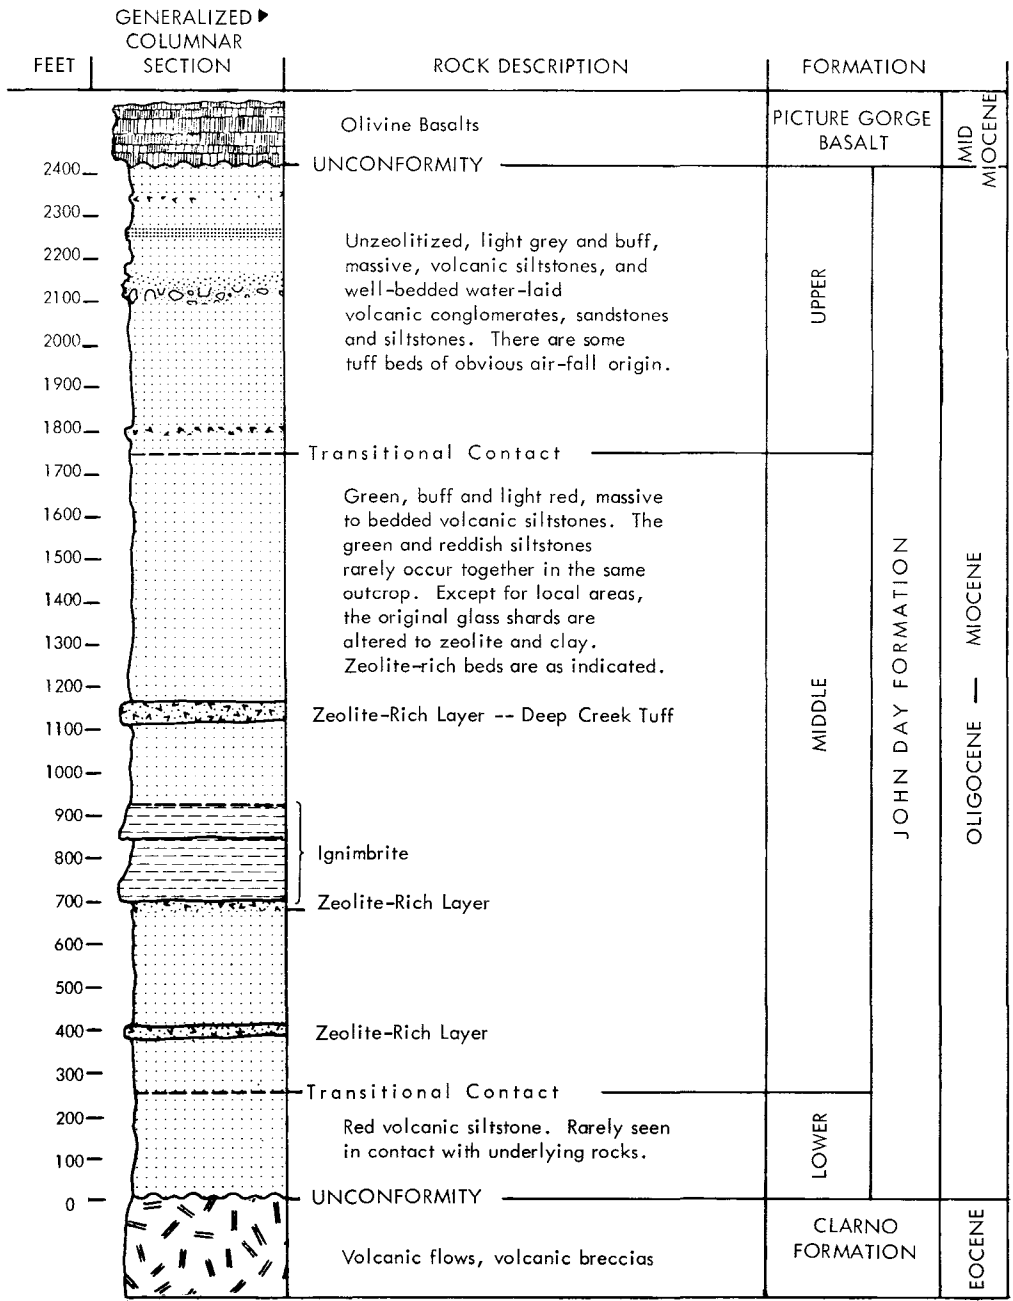 GENERALIZED
COLUMNAR
FEET SECTION ROCK DESCRIPTION FORMATION
Olivine Basalts
PICTURE GORGE
BASALT
MID
MIOCENE
UNCONFORMITY
2400
2300
2200
2100
2000
1900
1800
Unzeolitized, light grey and buff,
massive, volcanic siltstones, and
well-bedded water-laid
volcanic conglomerates, sandstones
and siltstones. There are some
tuff beds of obvious air-fall origin.
UPPER
Transitional Contact
1700
1600
1500
1400
1300
1200
Green, buff and light red, massive
to bedded volcanic siltstones. The
green and reddish siltstones
rarely occur together in the same
outcrop. Except for local areas,
the original glass shards are
altered to zeolite and clay.
Zeolite-rich beds are as indicated.
MIDDLE
JOHN DAY FORMATION
OLIGOCENE — MIOCENE
Zeolite-Rich Layer -- Deep Creek Tuff
1100
1000
900
800
Ignimbrite
700
Zeolite-Rich Layer
600
500
400
Zeolite-Rich Layer
300
Transitional Contact
200
100
Red volcanic siltstone. Rarely seen
in contact with underlying rocks.
LOWER
0
UNCONFORMITY
Volcanic flows, volcanic breccias
CLARNO
FORMATION
EOCENE